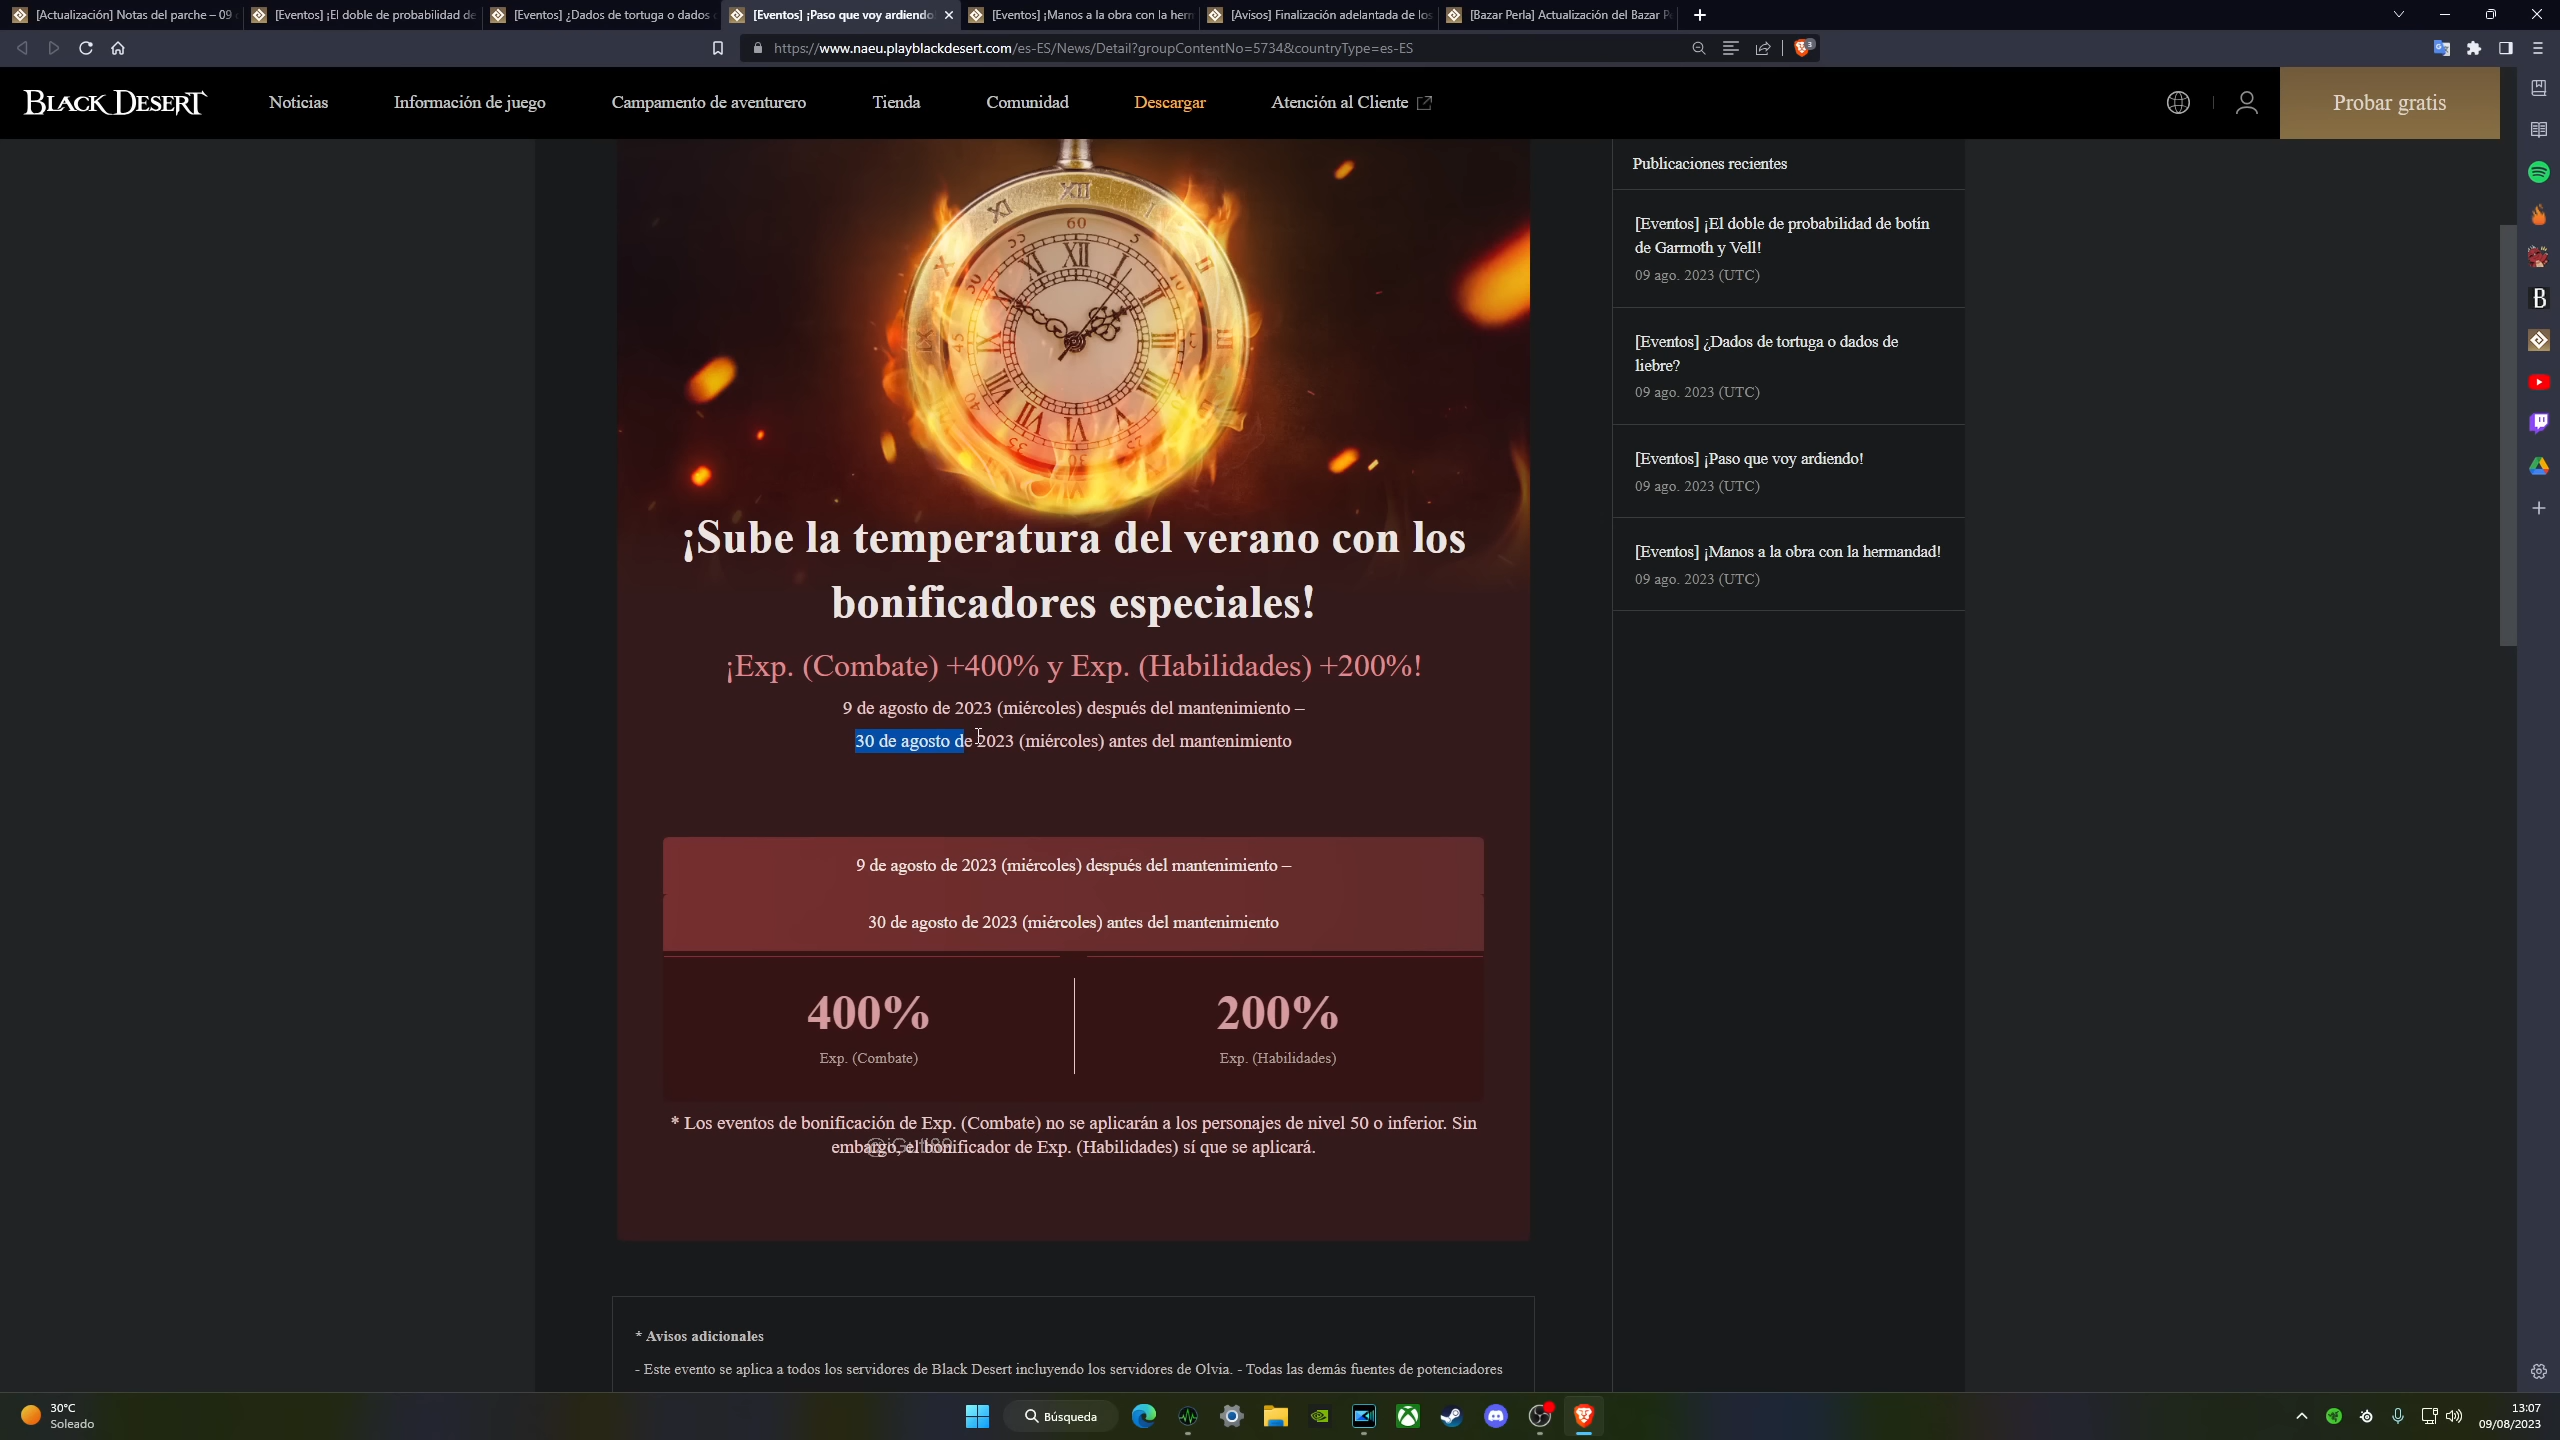 [Actualización] Notas del parche – 09
[Eventos] ¡El doble de probabilidad de
[Eventos] ¿Dados de tortuga o dados
[Eventos] ¡Paso que voy ardiendo
[Eventos] ¡Manos a la obra con la herm
[Avisos] Finalización adelantada de los
[Bazar Perla] Actualización del Bazar P
https://www.naeu.playblackdesert.com/es-ES/News/Detail?groupContentNo=5734&countryType=es-ES
3
BLACK DESERT
Noticias
Información de juego
Campamento de aventurero
Tienda
Comunidad
Descargar
Atención al Cliente
Probar gratis
¡Sube la temperatura del verano con los
bonificadores especiales!
¡Exp. (Combate) +400% y Exp. (Habilidades) +200%!
9 de agosto de 2023 (miércoles) después del mantenimiento –
30 de agosto de 2023 (miércoles) antes del mantenimiento
9 de agosto de 2023 (miércoles) después del mantenimiento –
30 de agosto de 2023 (miércoles) antes del mantenimiento
400%
Exp. (Combate)
200%
Exp. (Habilidades)
* Los eventos de bonificación de Exp. (Combate) no se aplicarán a los personajes de nivel 50 o inferior. Sin
embargo, el bonificador de Exp. (Habilidades) sí que se aplicará.
* Avisos adicionales
- Este evento se aplica a todos los servidores de Black Desert incluyendo los servidores de Olvia. - Todas las demás fuentes de potenciadores
Publicaciones recientes
[Eventos] ¡El doble de probabilidad de botín
de Garmoth y Vell!
09 ago. 2023 (UTC)
[Eventos] ¿Dados de tortuga o dados de
liebre?
09 ago. 2023 (UTC)
[Eventos] ¡Paso que voy ardiendo!
09 ago. 2023 (UTC)
[Eventos] ¡Manos a la obra con la hermandad!
09 ago. 2023 (UTC)
30°C
Soleado
Búsqueda
13:07
09/08/2023